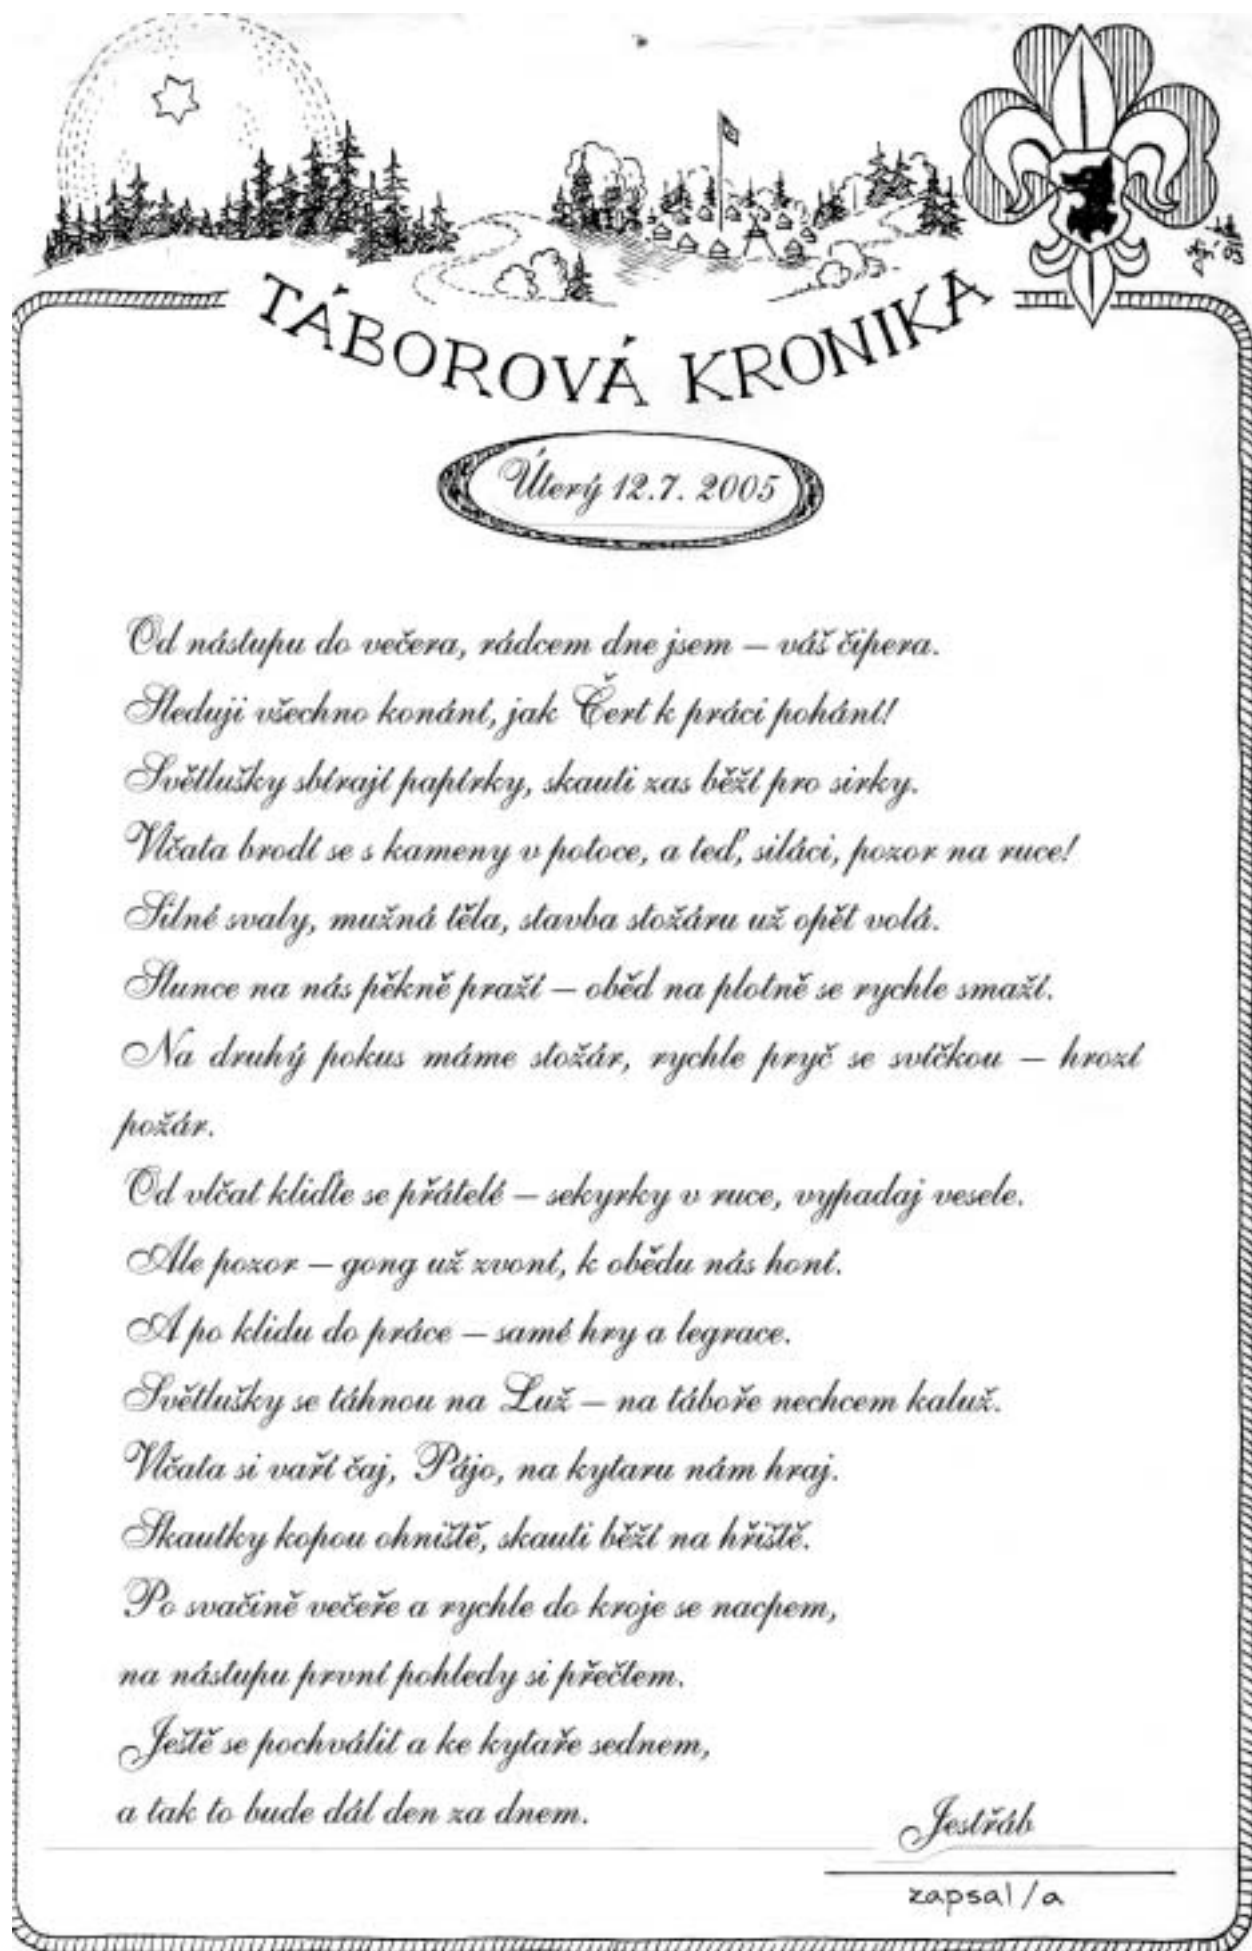 TÁBOROVÁ KRONIKA
Úterý 12.7. 2005
Od nástupu do večera, rádcem dne jsem – váš čipera.
Sleduji všechno konání, jak Čert k práci pohání!
Světlušky sbírají papírky, skauti zas běží pro sirky.
Vlčata brodí se s kameny v potoce, a teď, siláci, pozor na ruce!
Silné svaly, mužná těla, stavba stožáru už opět volá.
Slunce na nás pěkně praží – oběd na plotně se rychle smaží.
Na druhý pokus máme stožár, rychle pryč se svíčkou – hrozí
požár.
Od vlčat kliďte se přátelé – sekyrky v ruce, vypadaj vesele.
Ale pozor – gong už zvoní, k obědu nás honí.
A po klidu do práce – samé hry a legrace.
Světlušky se táhnou na Luž – na táboře nechcem kaluž.
Vlčata si vaří čaj, Pájo, na kytaru nám hraj.
Skautky kopou ohniště, skauti běží na hřiště.
Po svačině večeře a rychle do kroje se nacpem,
na nástupu první pohledy si přečtem.
Ještě se pochválit a ke kytaře sednem,
a tak to bude dál den za dnem.
Jestřáb
zapsal/a